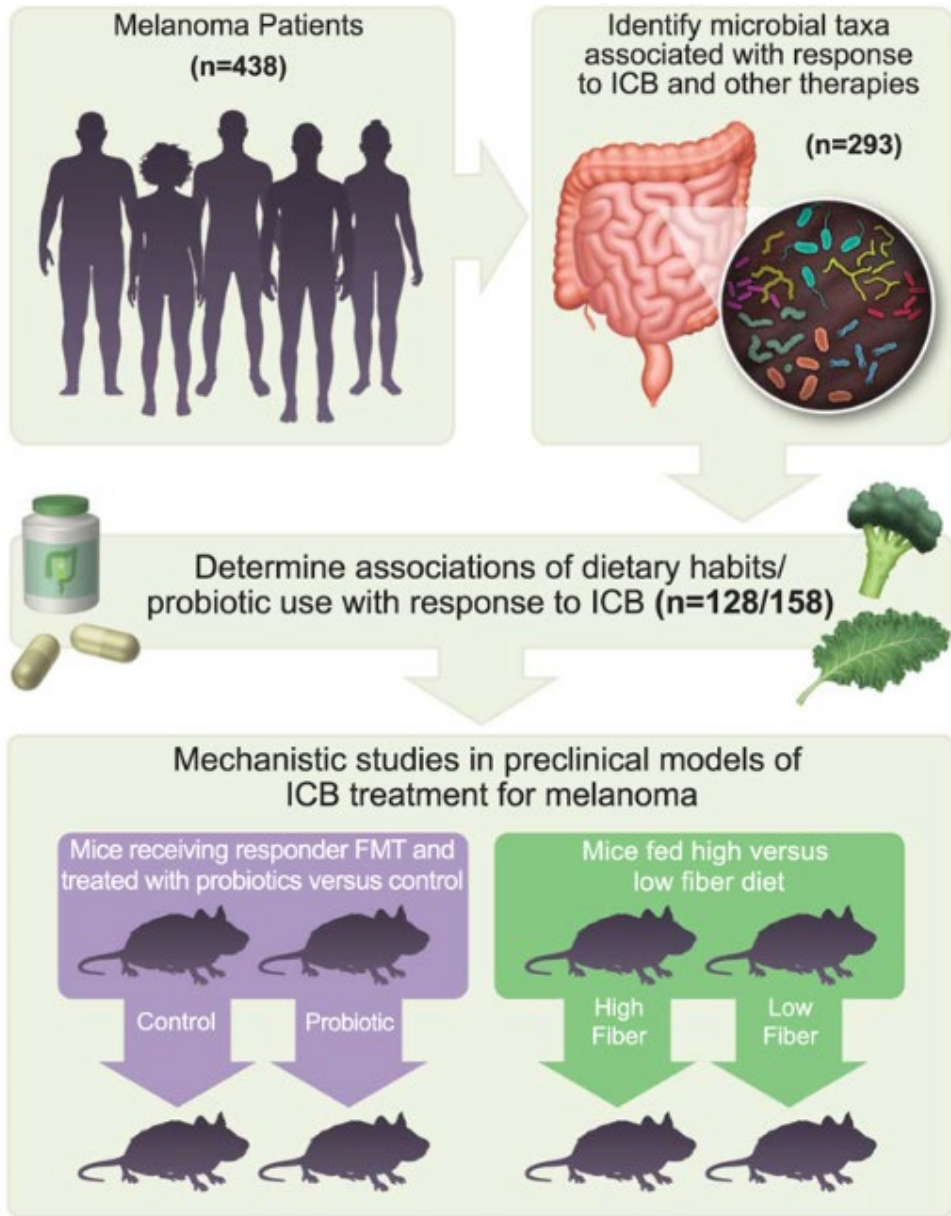 Melanoma Patients
(n=438)
Identify microbial taxa
associated with response
to ICB and other therapies
(n=293)
Determine associations of dietary habits/
probiotic use with response to ICB (n=128/158)
Mechanistic studies in preclinical models of
ICB treatment for melanoma
Mice receiving responder FMT and
treated with probiotics versus control
Control
Probiotic
Mice fed high versus
low fiber diet
High
Fiber
Low
Fiber